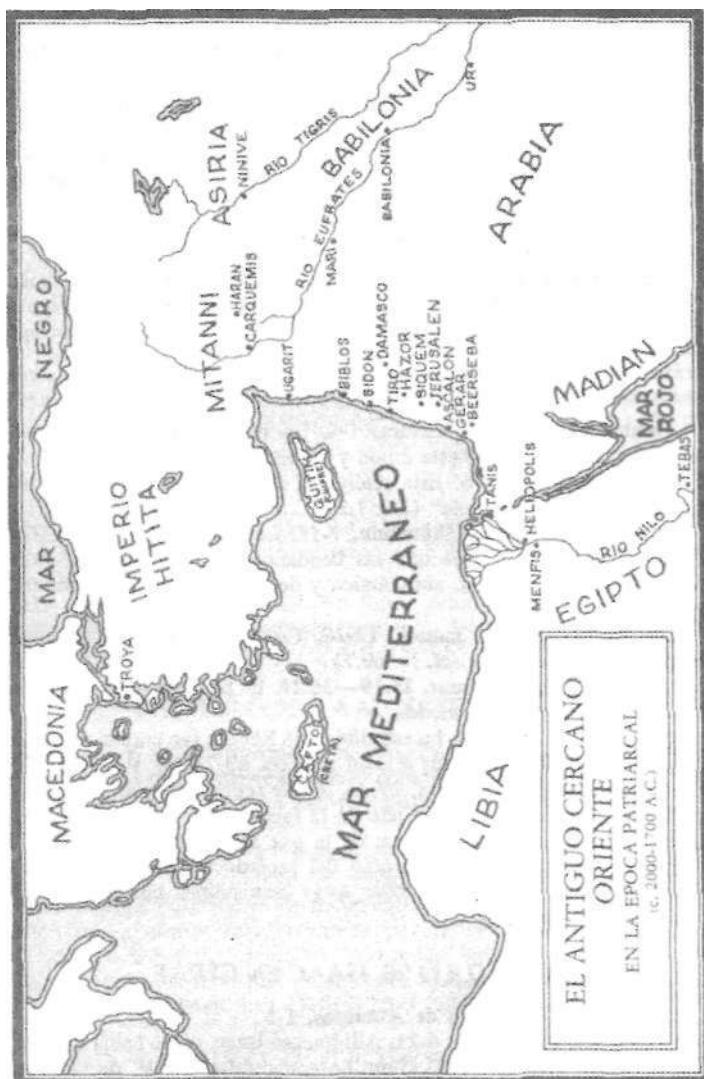 MACEDONIA
MAR NEGRO
TROYA
IMPERIO
HITITA
MITANNI
ASIRIA
NINIVE
HARAN
CARQUEMIS
RIO TIGRIS
(CRETA)
QUITIM
UGARIT
RIO EUFRATES
MARI
BABILONIA
BABILONIA
UR
MAR MEDITERRANEO
BIBLOS
SIDON
DAMASCO
TIRO
HAZOR
SIQUEM
JERUSALEN
ASCALON
GERAR
BEERSEBA
ARABIA
LIBIA
TANIS
HELIOPOLIS
MENFIS
EGIPTO
RIO NILO
TEBAS
MADIAN
MAR
ROJO
EL ANTIGUO CERCANO
ORIENTE
EN LA EPOCA PATRIARCAL
(c. 2000-1700 A.C.)